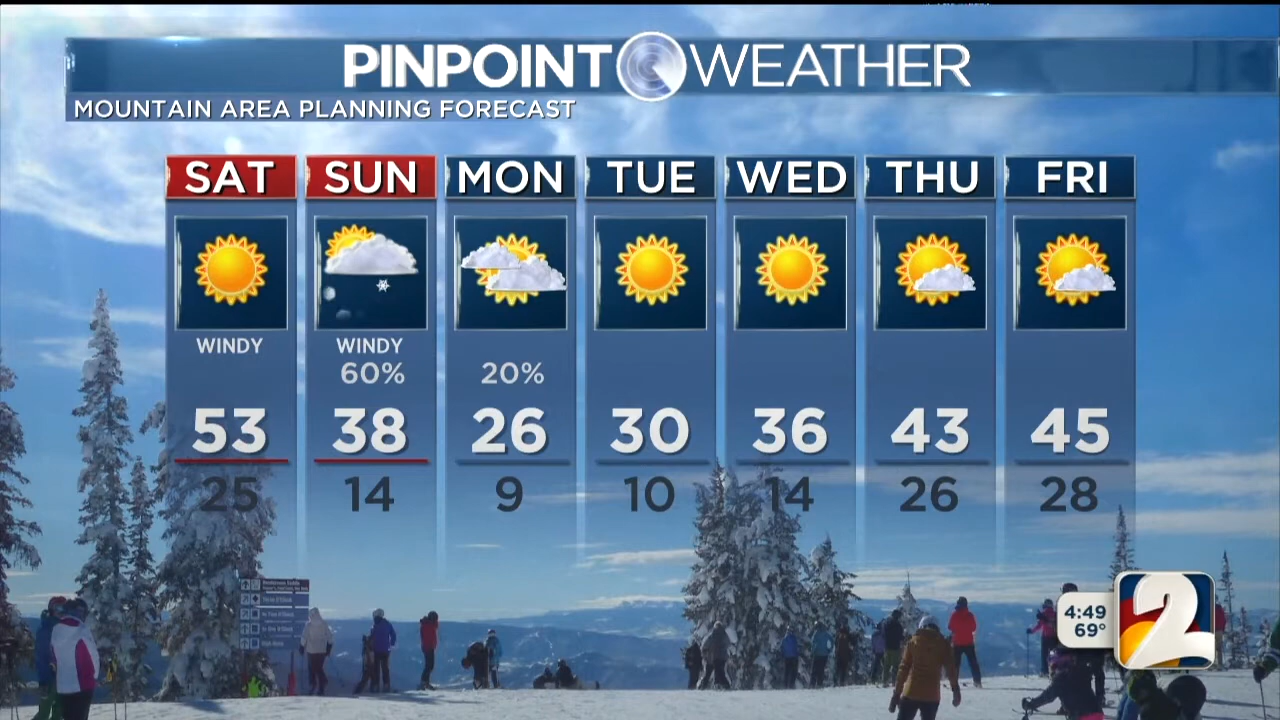 PINPOINT WEATHER
MOUNTAIN AREA PLANNING FORECAST
SAT SUN MON TUE WED THU FRI
WINDY WINDY
60% 20%
53 38 26 30 36 43 45
25 14 9 10 14 26 28
4:49
69°
2